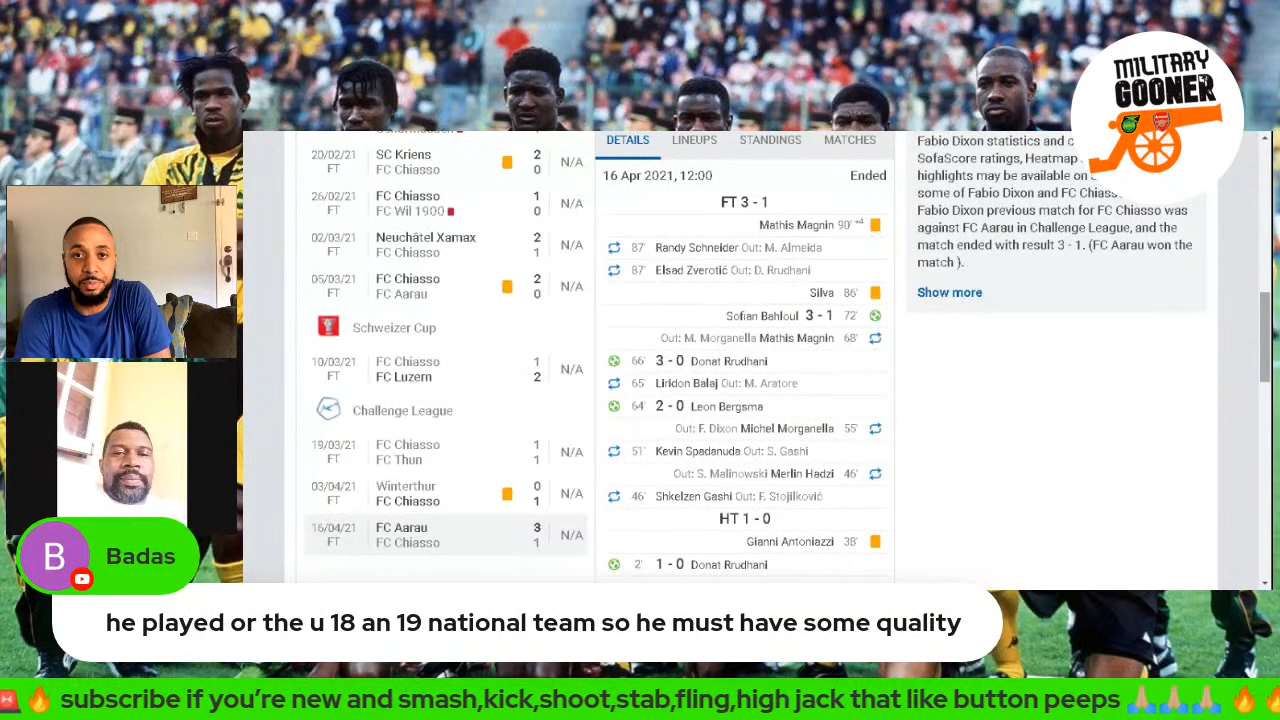 MILITARY
GOONER
20/02/21 SC Kriens 2 N/A
FT FC Chiasso 0
26/02/21 FC Chiasso 1 N/A
FT FC Wil 1900 0
02/03/21 Neuchâtel Xamax 2 N/A
FT FC Chiasso 1
05/03/21 FC Chiasso 2 N/A
FT FC Aarau 0
Schweizer Cup
10/03/21 FC Chiasso 1 N/A
FT FC Luzern 2
Challenge League
19/03/21 FC Chiasso 1 N/A
FT FC Thun 1
03/04/21 Winterthur 0 N/A
FT FC Chiasso 1
16/04/21 FC Aarau 3 N/A
FT FC Chiasso 1
DETAILS LINEUPS STANDINGS MATCHES
16 Apr 2021, 12:00 Ended
FT 3 - 1
Mathis Magnin 90' +4
87' Randy Schneider Out: M. Almeida
87' Elsad Zverotić Out: D. Rrudhani
Silva 86'
Sofian Bahloul 3 - 1 72'
Out: M. Morganella Mathis Magnin 68'
66' 3 - 0 Donat Rrudhani
65' Liridon Balaj Out: M. Aratore
64' 2 - 0 Leon Bergsma
Out: F. Dixon Michel Morganella 55'
51' Kevin Spadanuda Out: S. Gashi
Out: S. Malinowski Merlin Hadzi 46'
46' Shkelzen Gashi Out: F. Stojilković
HT 1 - 0
Gianni Antoniazzi 38'
2' 1 - 0 Donat Rrudhani
Fabio Dixon statistics and
SofaScore ratings, Heatmap
highlights may be available on
some of Fabio Dixon and FC
Fabio Dixon previous match for FC Chiasso was
against FC Aarau in Challenge League, and the
match ended with result 3 - 1. (FC Aarau won the
match ).
Show more
B Badas
he played or the u 18 an 19 national team so he must have some quality
subscribe if you're new and smash,kick,shoot,stab,fling,high jack that like button peeps